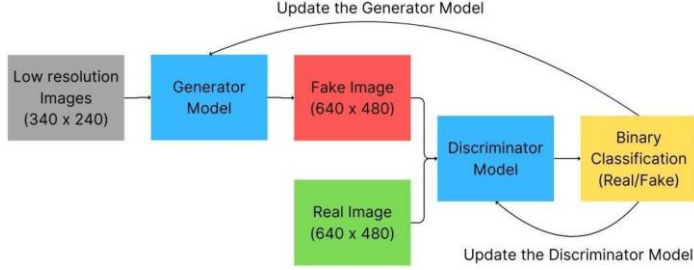 Update the Generator Model
Low resolution
Images
(340 x 240)
Generator
Model
Fake Image
(640 x 480)
Discriminator
Model
Binary
Classification
(Real/Fake)
Real Image
(640 x 480)
Update the Discriminator Model